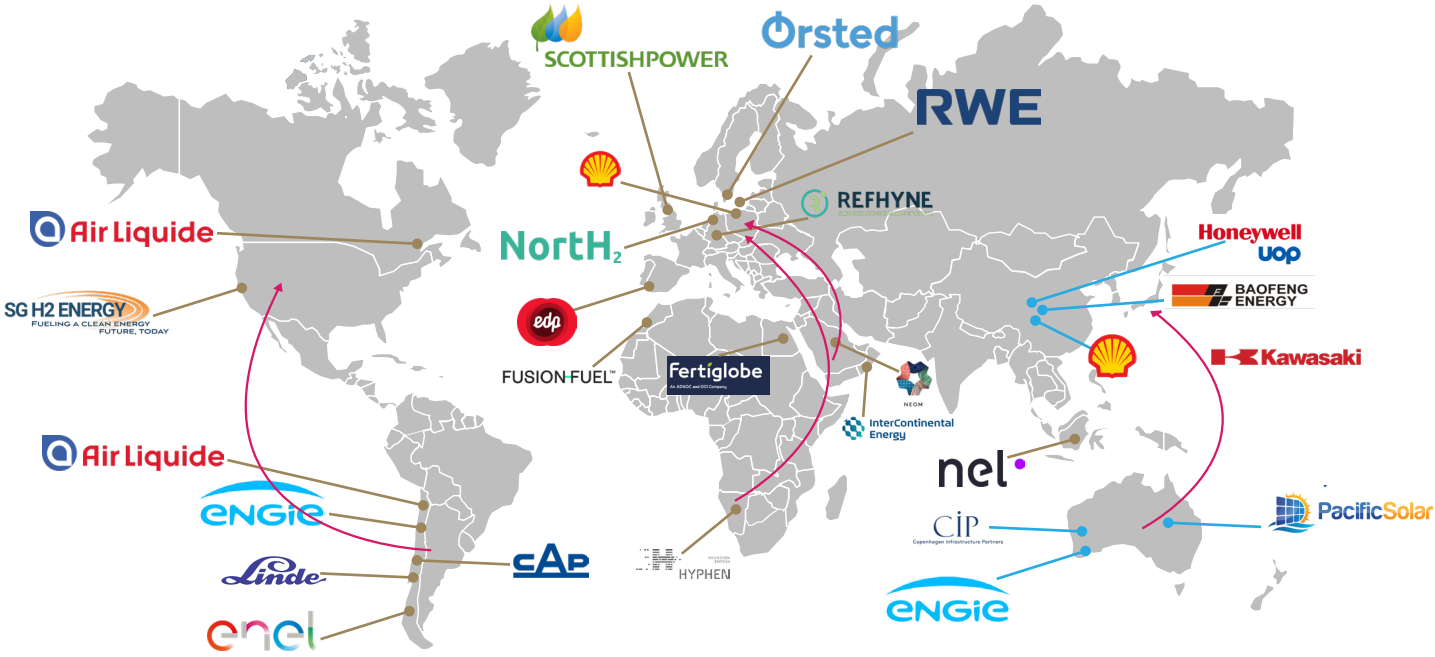 SCOTTISHPOWER
Ørsted
RWE
REFHYNE
Air Liquide
NortH2
Honeywell
UOP
SG H2 ENERGY
FUELING A CLEAN ENERGY
FUTURE, TODAY
BAOFENG
ENERGY
edp
FUSION FUEL™
Fertiglobe
An ADNOC and OCI Company
NEOM
Kawasaki
InterContinental
Energy
Air Liquide
nel
ENGIE
CIP
Copenhagen Infrastructure Partners
PacificSolar
Linde
CAP
HYPHEN
ENGIE
enel